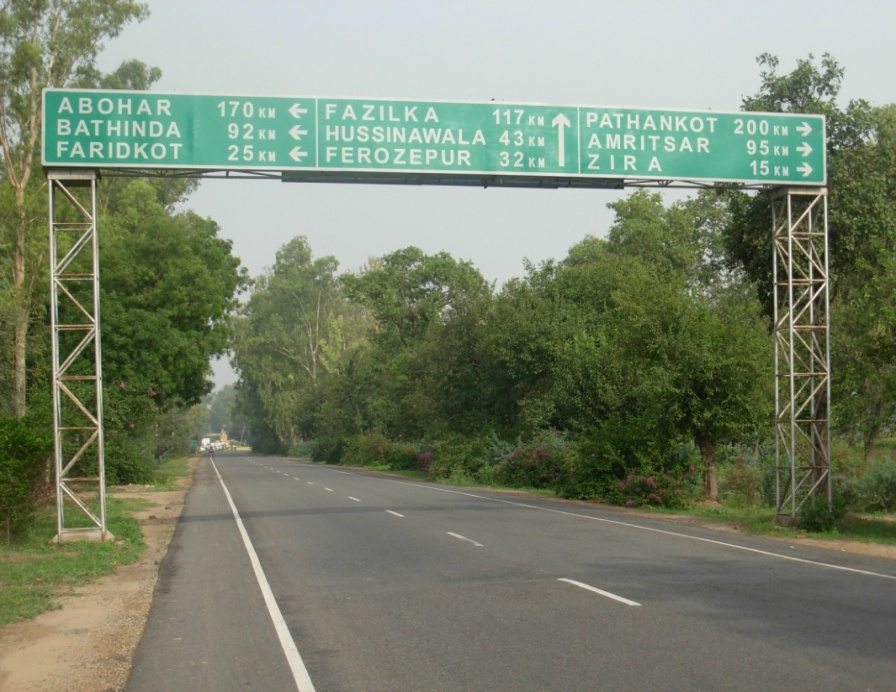 ABOHAR 170 KM ←
BATHINDA 92 KM ←
FARIDKOT 25 KM ←
FAZILKA 117 KM
HUSSINAWALA 43 KM ↑
FEROZEPUR 32 KM
PATHANKOT 200 KM →
AMRITSAR 95 KM →
ZIRA 15 KM →